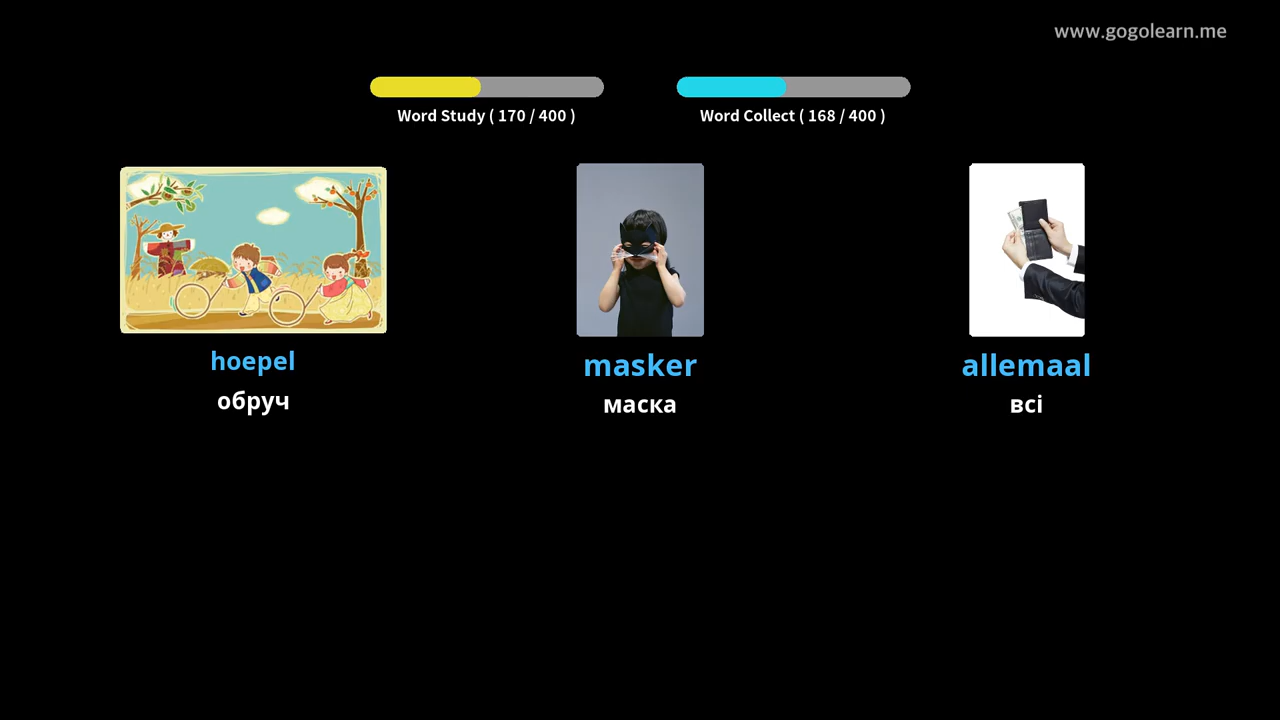 www.gogolearn.me
Word Study ( 170 / 400 )
Word Collect ( 168 / 400 )
hoepel
masker
allemaal
обруч
маска
всі